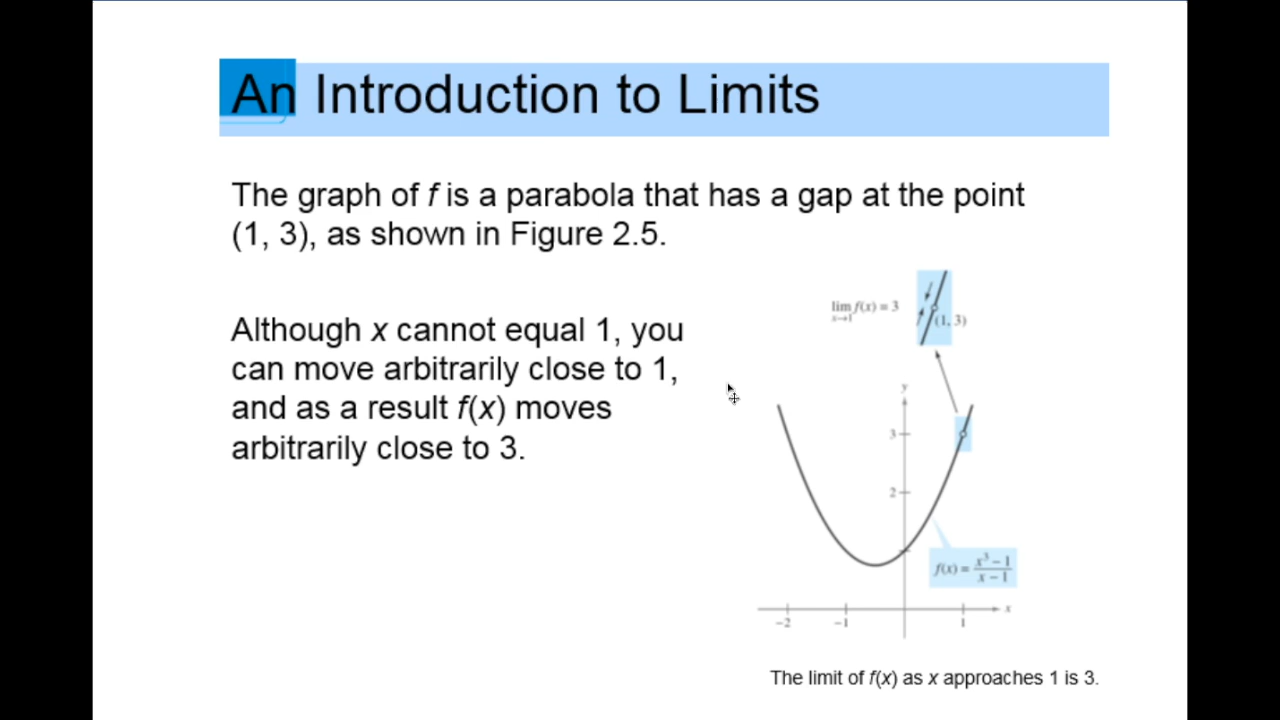 An Introduction to Limits
The graph of f is a parabola that has a gap at the point
(1, 3), as shown in Figure 2.5.
Although x cannot equal 1, you
can move arbitrarily close to 1,
and as a result f(x) moves
arbitrarily close to 3.
lim f(x) = 3
x→1
(1, 3)
y
3
2
f(x) = x³ − 1
x − 1
x
−2 −1 1
The limit of f(x) as x approaches 1 is 3.